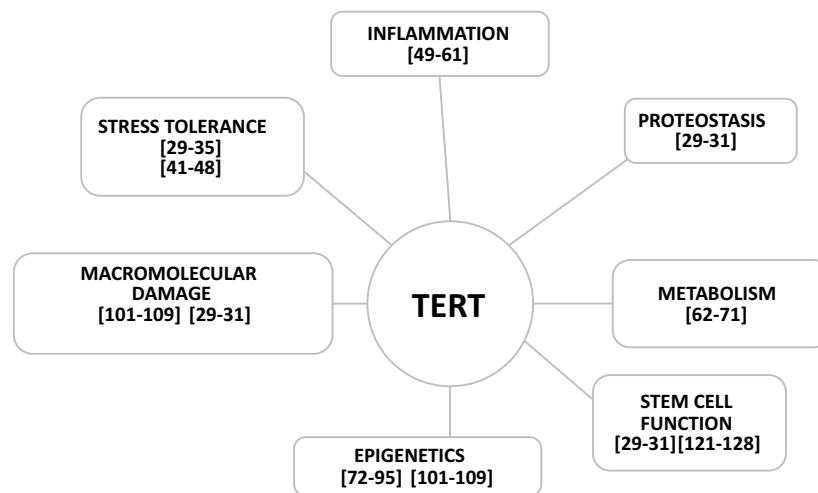 INFLAMMATION
[49-61]
STRESS TOLERANCE
[29-35]
[41-48]
PROTEOSTASIS
[29-31]
MACROMOLECULAR
DAMAGE
[101-109] [29-31]
TERT
METABOLISM
[62-71]
STEM CELL
FUNCTION
[29-31][121-128]
EPIGENETICS
[72-95] [101-109]